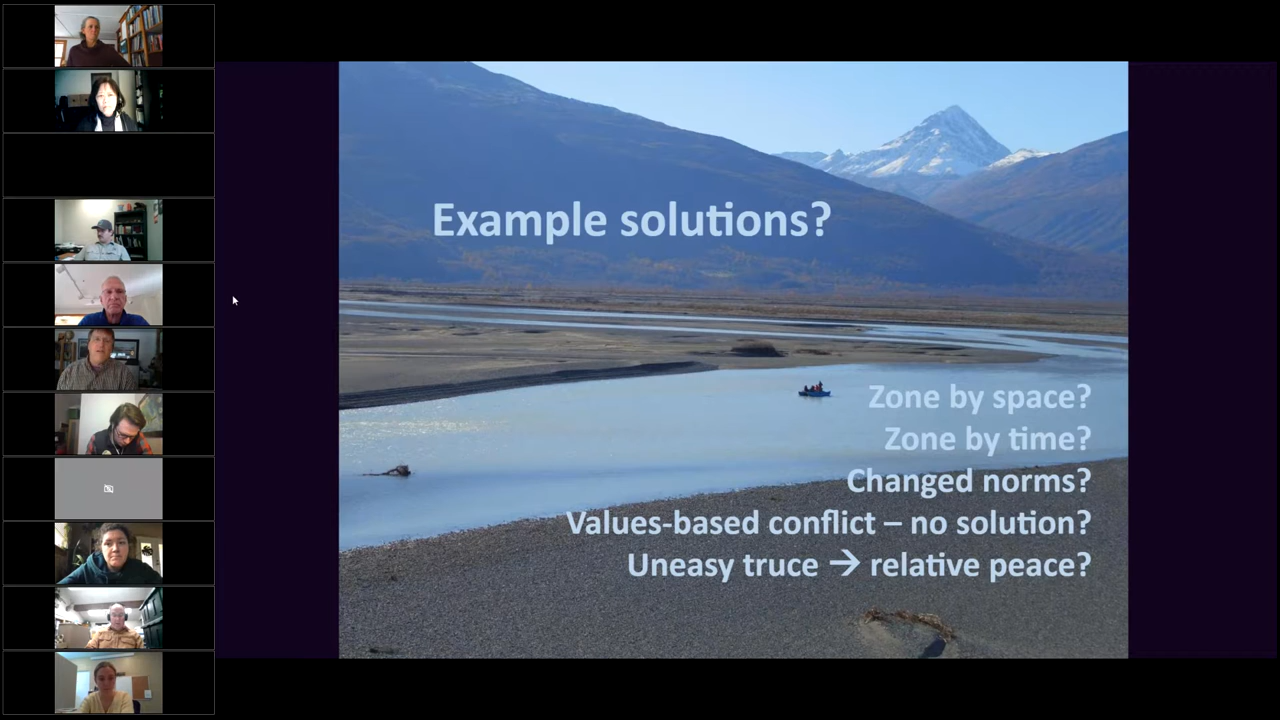 Example solutions?
Zone by space?
Zone by time?
Changed norms?
Values-based conflict – no solution?
Uneasy truce → relative peace?